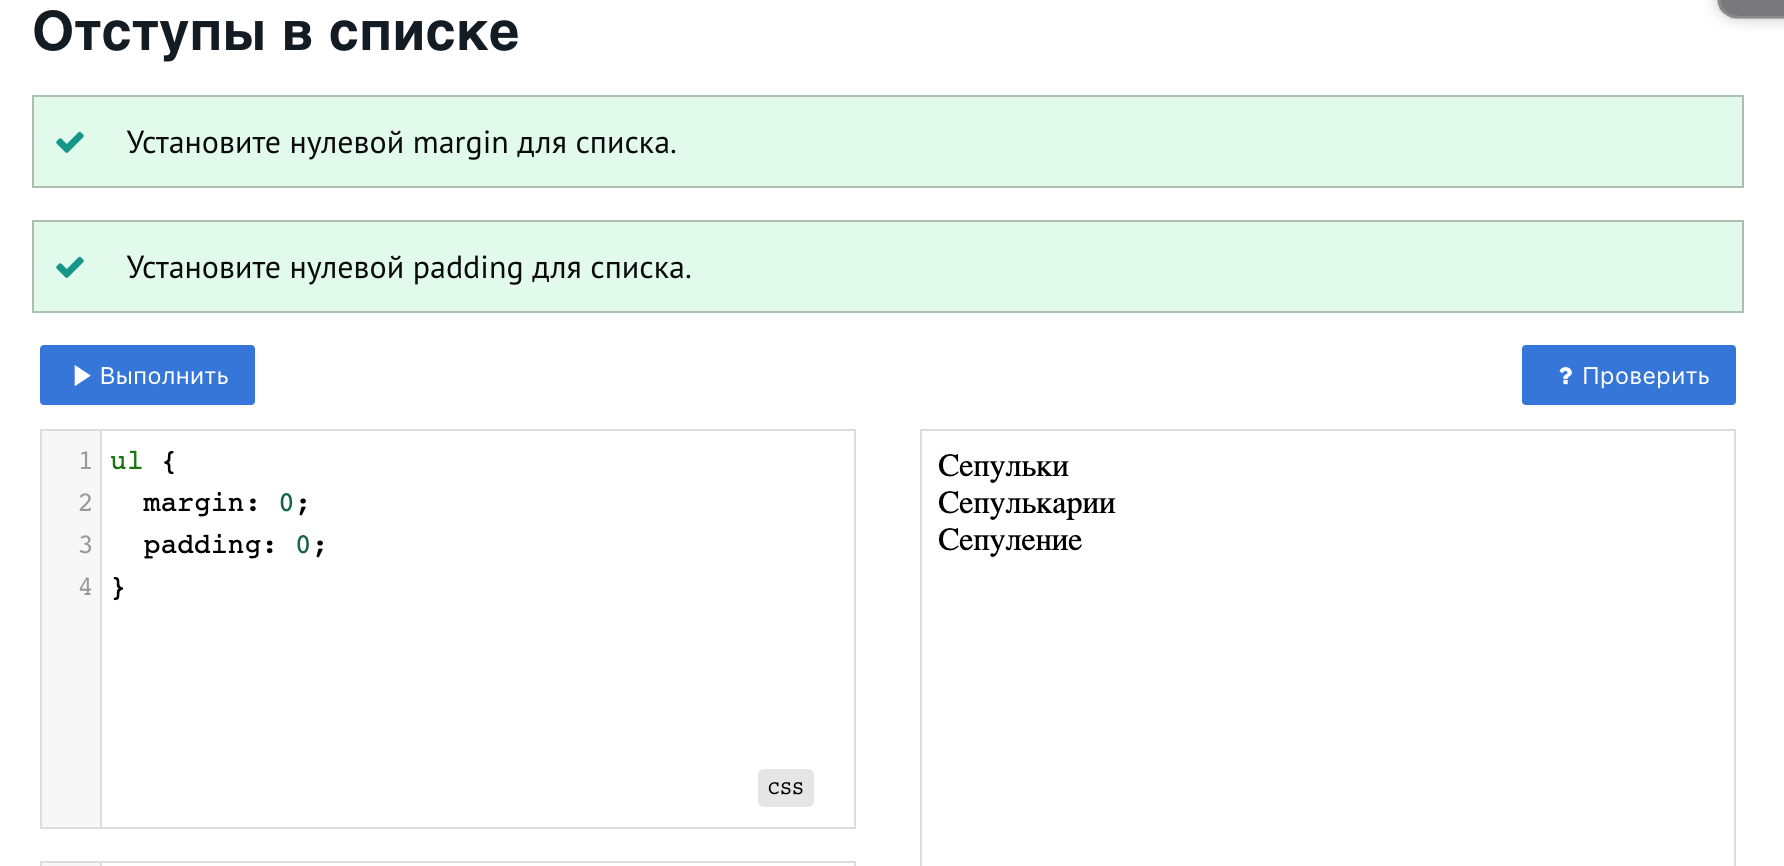 Отступы в списке
Установите нулевой margin для списка.
Установите нулевой padding для списка.
Выполнить
? Проверить
1 ul {
2 margin: 0;
3 padding: 0;
4 }
css
Сепульки
Сепулькарии
Сепуление